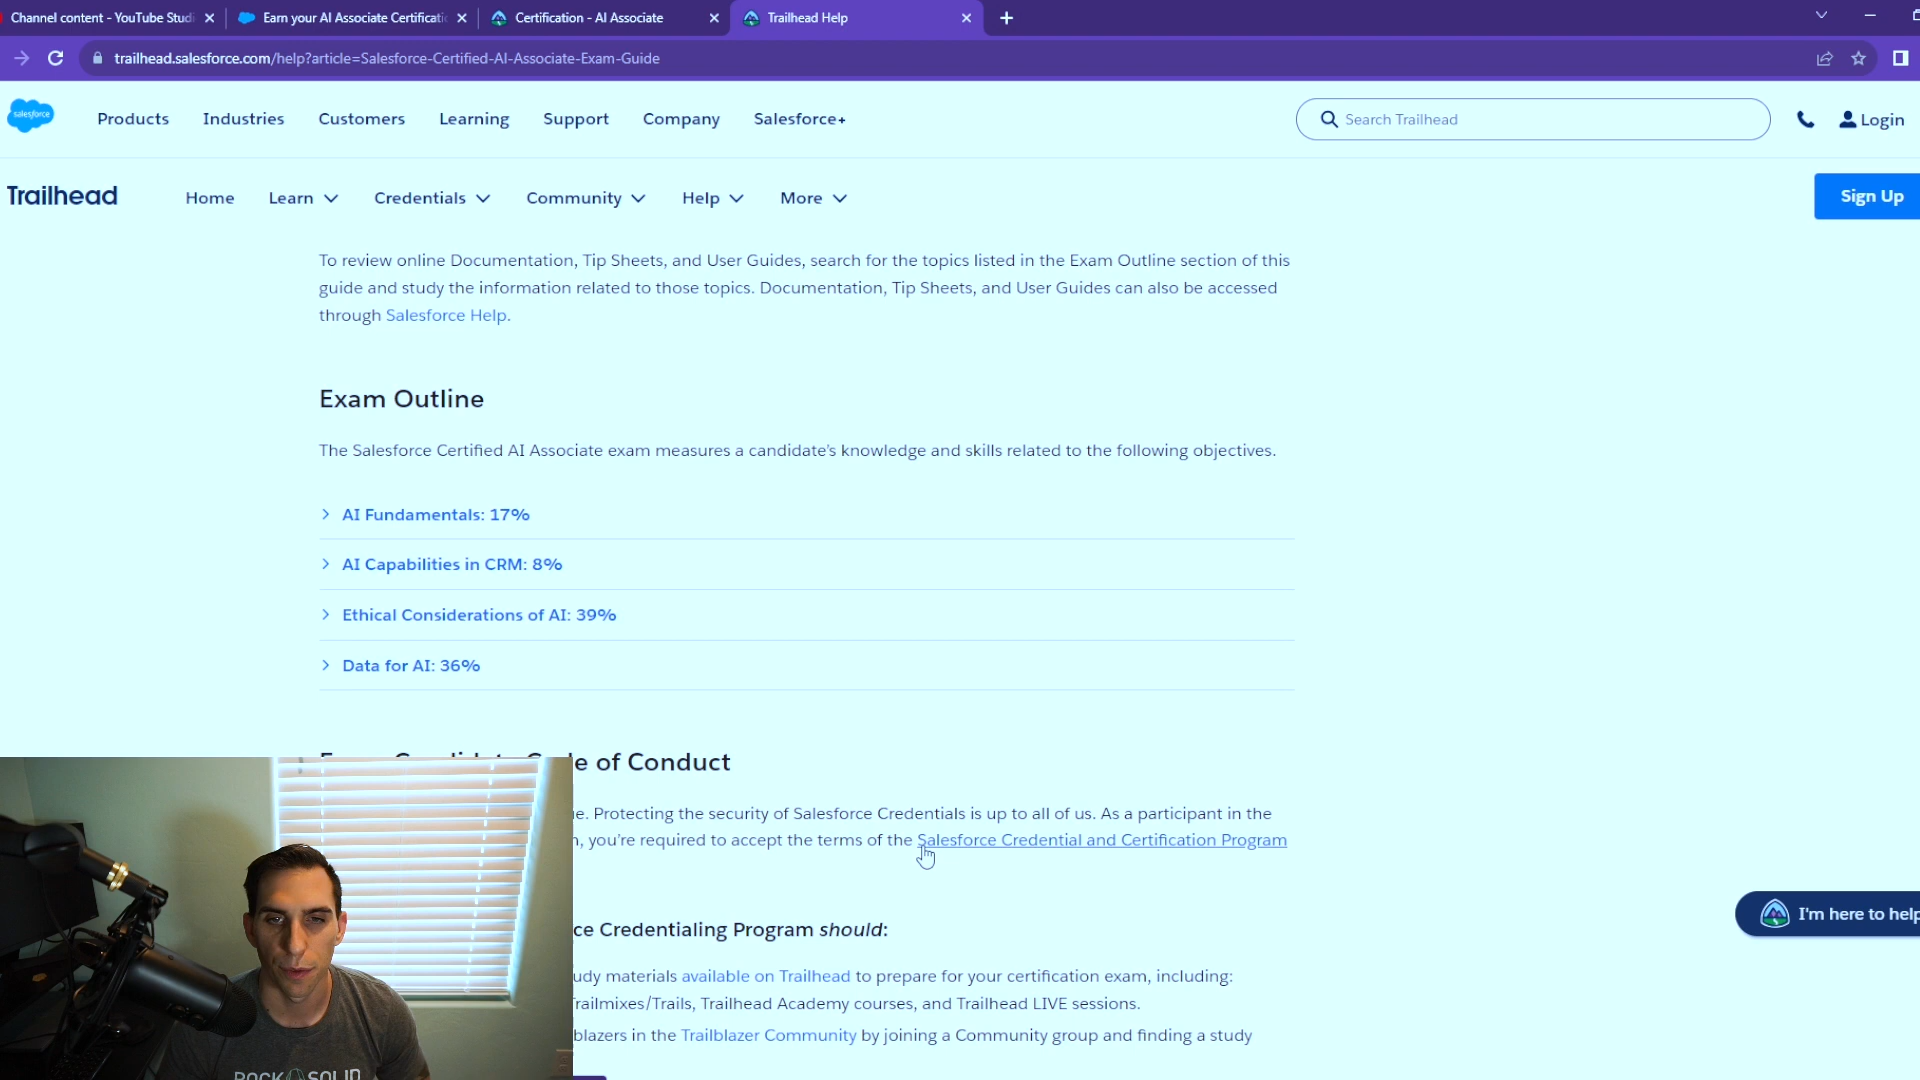 Channel content - YouTube Studi
Earn your AI Associate Certificati
Certification - AI Associate
Trailhead Help
trailhead.salesforce.com/help?article=Salesforce-Certified-AI-Associate-Exam-Guide
salesforce
Products Industries Customers Learning Support Company Salesforce+
Search Trailhead
Login
Trailhead
Home Learn Credentials Community Help More
Sign Up
To review online Documentation, Tip Sheets, and User Guides, search for the topics listed in the Exam Outline section of this
guide and study the information related to those topics. Documentation, Tip Sheets, and User Guides can also be accessed
through Salesforce Help.
Exam Outline
The Salesforce Certified AI Associate exam measures a candidate's knowledge and skills related to the following objectives.
AI Fundamentals: 17%
AI Capabilities in CRM: 8%
Ethical Considerations of AI: 39%
Data for AI: 36%
e of Conduct
e. Protecting the security of Salesforce Credentials is up to all of us. As a participant in the
n, you're required to accept the terms of the Salesforce Credential and Certification Program
ce Credentialing Program should:
udy materials available on Trailhead to prepare for your certification exam, including:
Trailmixes/Trails, Trailhead Academy courses, and Trailhead LIVE sessions.
blazers in the Trailblazer Community by joining a Community group and finding a study
I'm here to help
ROCK SOLID